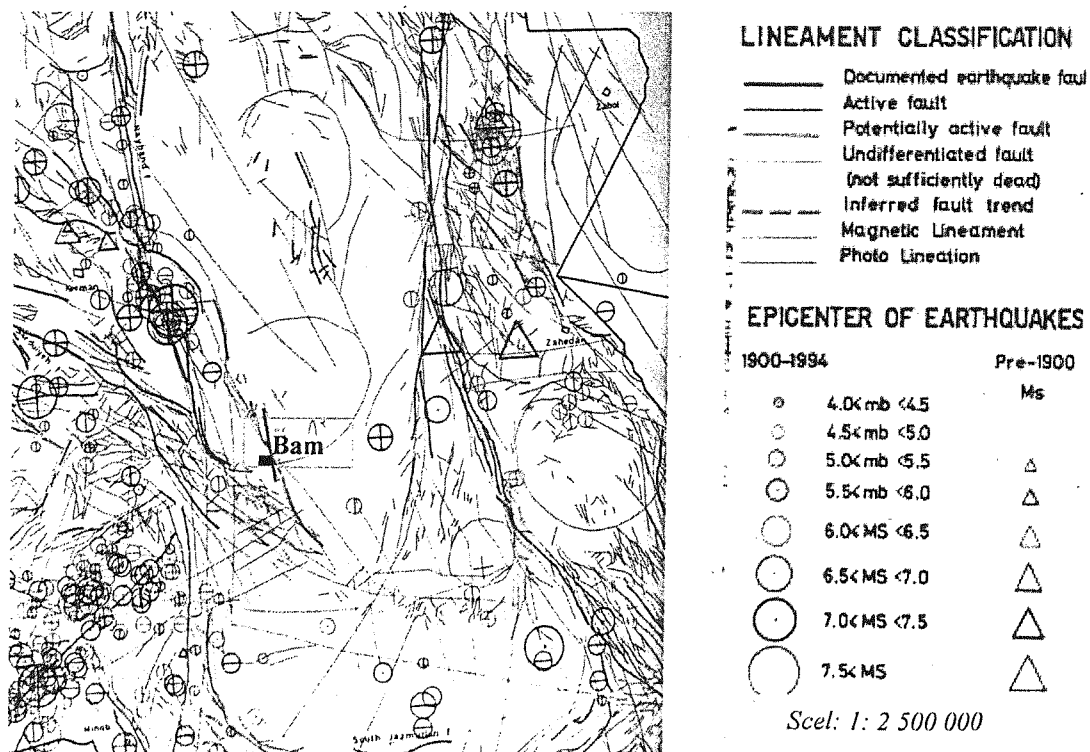 Nayband f
Zabol
Kerman
Zahedan
Bam
Minab
South Jazmurian f
LINEAMENT CLASSIFICATION
Documented earthquake faul
Active fault
Potentially active fault
Undifferentiated fault
(not sufficiently dead)
Inferred fault trend
Magnetic Lineament
Photo Lineation
EPICENTER OF EARTHQUAKES
1900-1994 Pre-1900
Ms
4.0< mb <4.5
4.5< mb <5.0
5.0< mb <5.5
5.5< mb <6.0
6.0< MS <6.5
6.5< MS <7.0
7.0< MS <7.5
7.5< MS
Scel: 1: 2 500 000